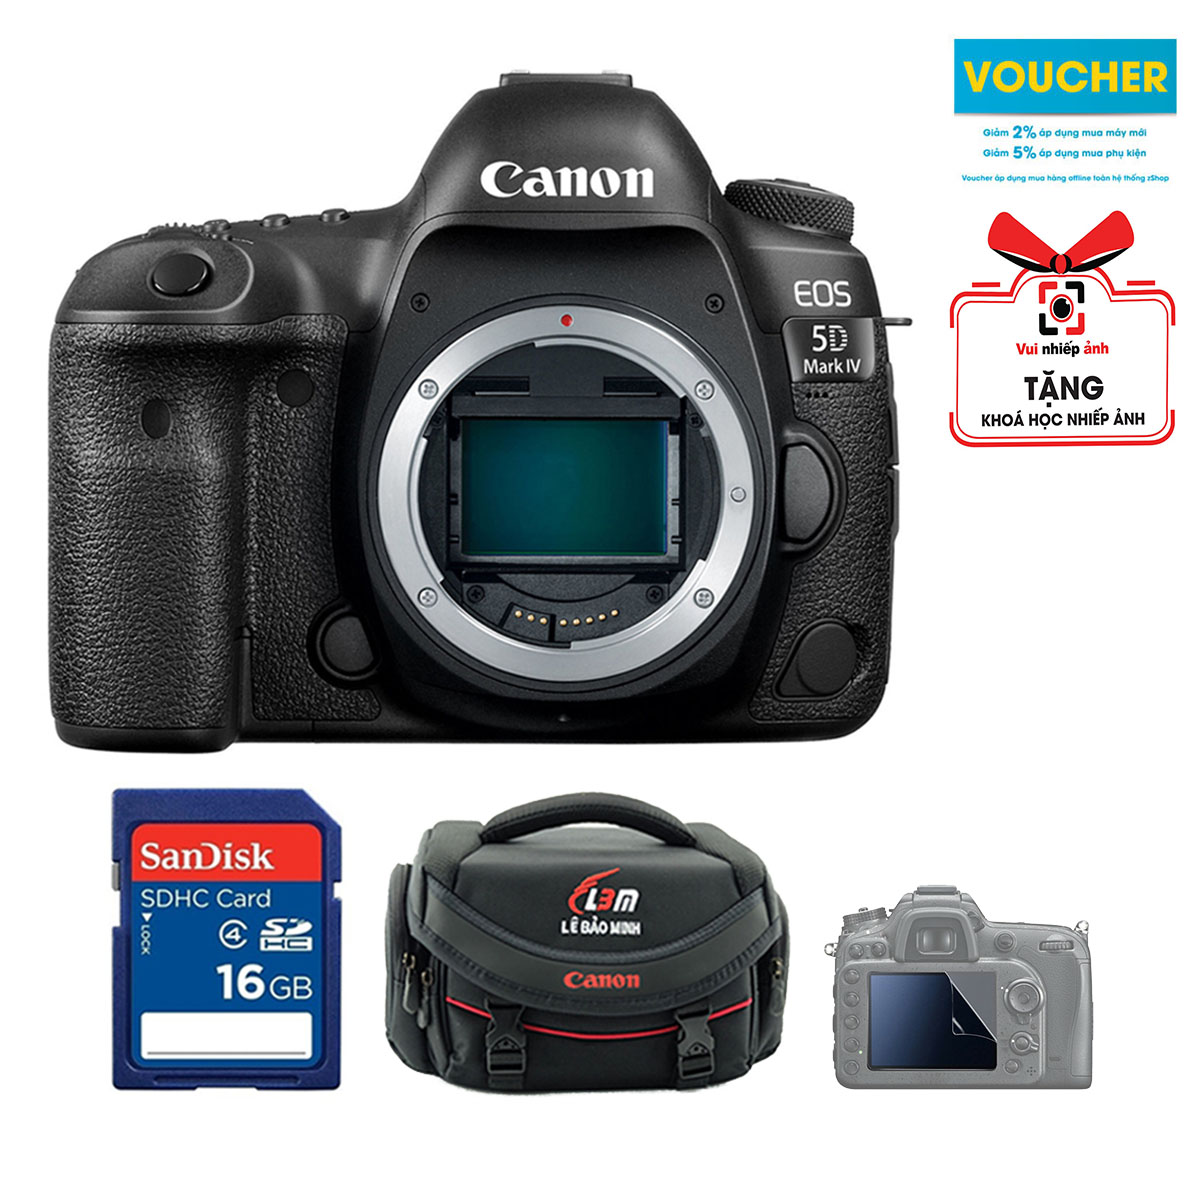 VOUCHER
Giảm 2% áp dụng mua máy mới
Giảm 5% áp dụng mua phụ kiện
Voucher áp dụng mua hàng offline toàn hệ thống zShop
Canon
EOS
5D
Mark IV
Vui nhiếp ảnh
TẶNG
KHOÁ HỌC NHIẾP ẢNH
SanDisk
SDHC Card
LOCK
4
SD
HC
16GB
LBM
LÊ BẢO MINH
Canon